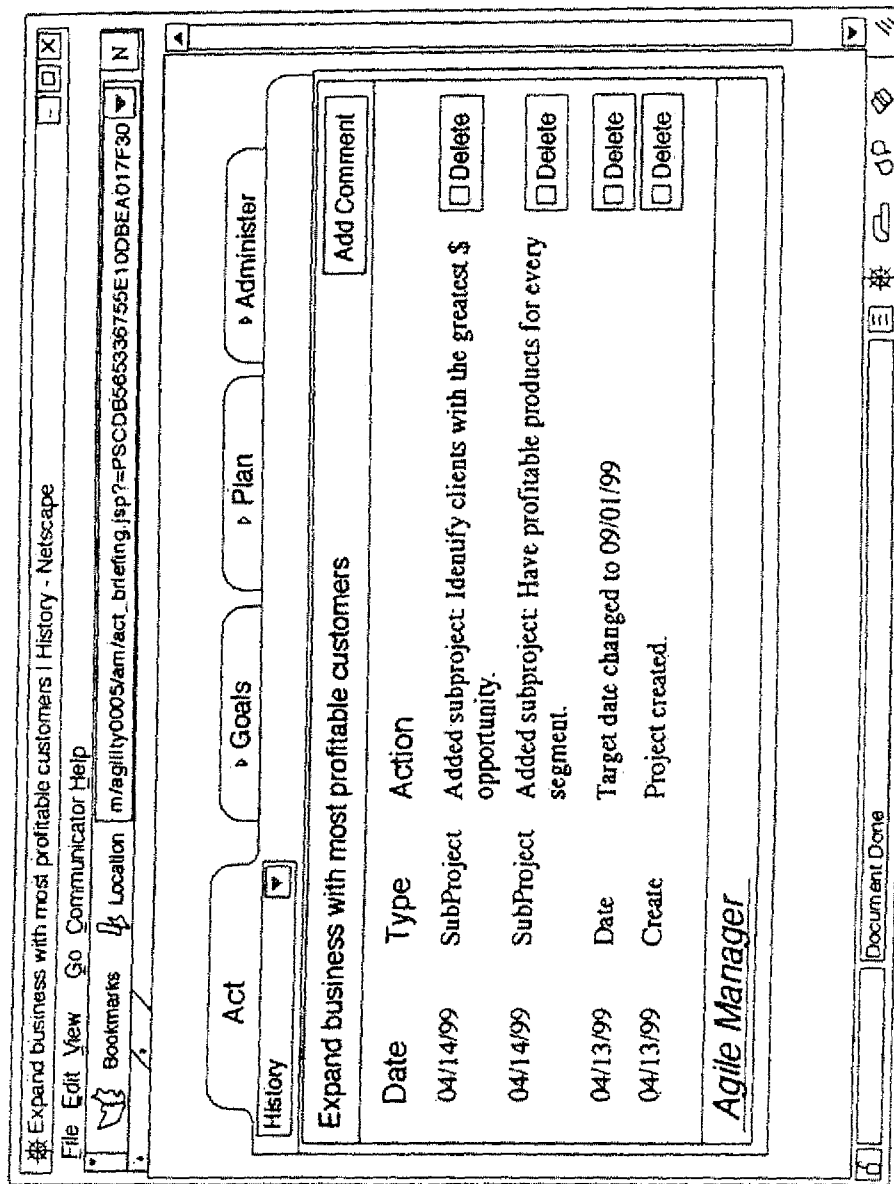 Expand business with most profitable customers | History - Netscape
File Edit View Go Communicator Help
Bookmarks Location m/agility0005/am/act_briefing.jsp?=PSCDB565336755E10DBEA017F30 N
Act Goals Plan Administer
History
Expand business with most profitable customers Add Comment
Date Type Action
04/14/99 SubProject Added subproject: Identify clients with the greatest $ Delete
opportunity.
04/14/99 SubProject Added subproject: Have profitable products for every Delete
segment.
04/13/99 Date Target date changed to 09/01/99 Delete
04/13/99 Create Project created. Delete
Agile Manager
Document Done